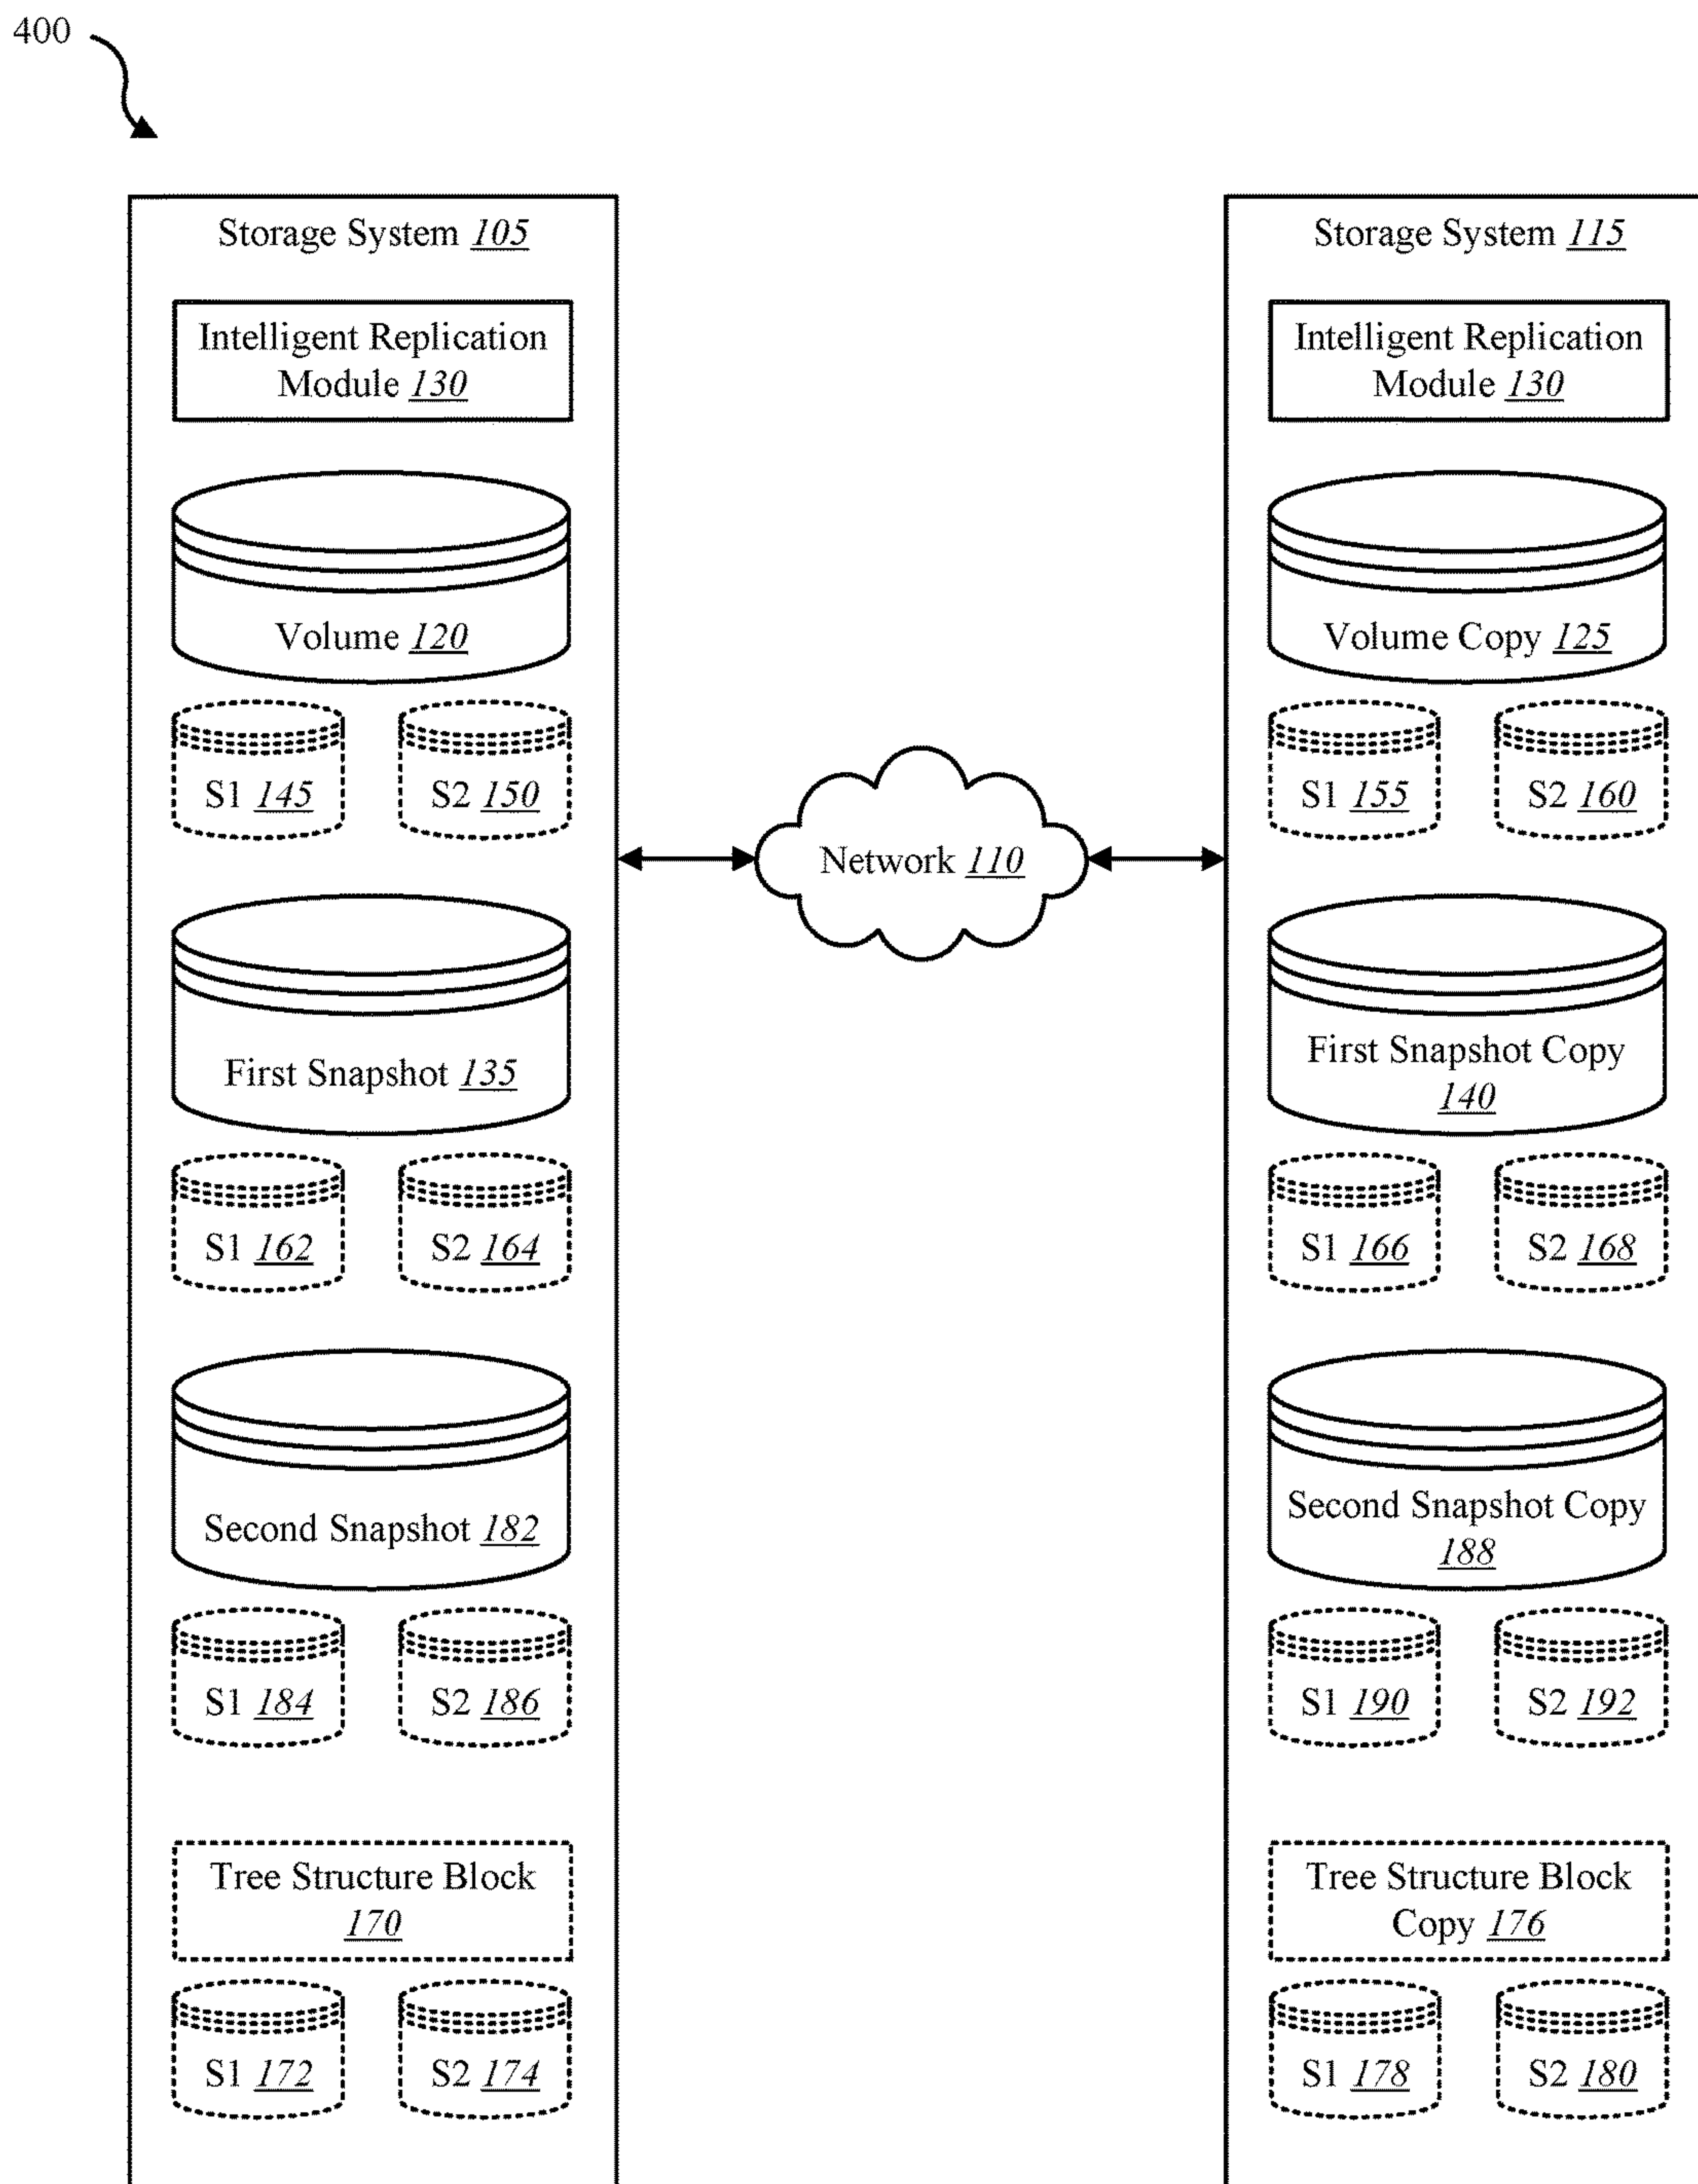 400
Storage System 105
Intelligent Replication
Module 130
Volume 120
S1 145
S2 150
First Snapshot 135
S1 162
S2 164
Second Snapshot 182
S1 184
S2 186
Tree Structure Block
170
S1 172
S2 174
Network 110
Storage System 115
Intelligent Replication
Module 130
Volume Copy 125
S1 155
S2 160
First Snapshot Copy
140
S1 166
S2 168
Second Snapshot Copy
188
S1 190
S2 192
Tree Structure Block
Copy 176
S1 178
S2 180